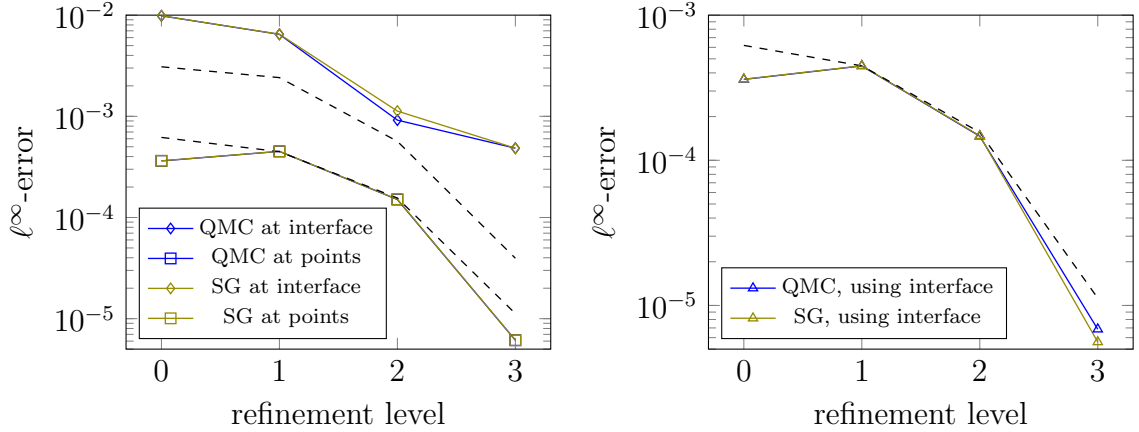 10⁻²
10⁻³
10⁻⁴
10⁻⁵
ℓ∞-error
QMC at interface
QMC at points
SG at interface
SG at points
0 1 2 3
refinement level
10⁻³
10⁻⁴
10⁻⁵
ℓ∞-error
QMC, using interface
SG, using interface
0 1 2 3
refinement level